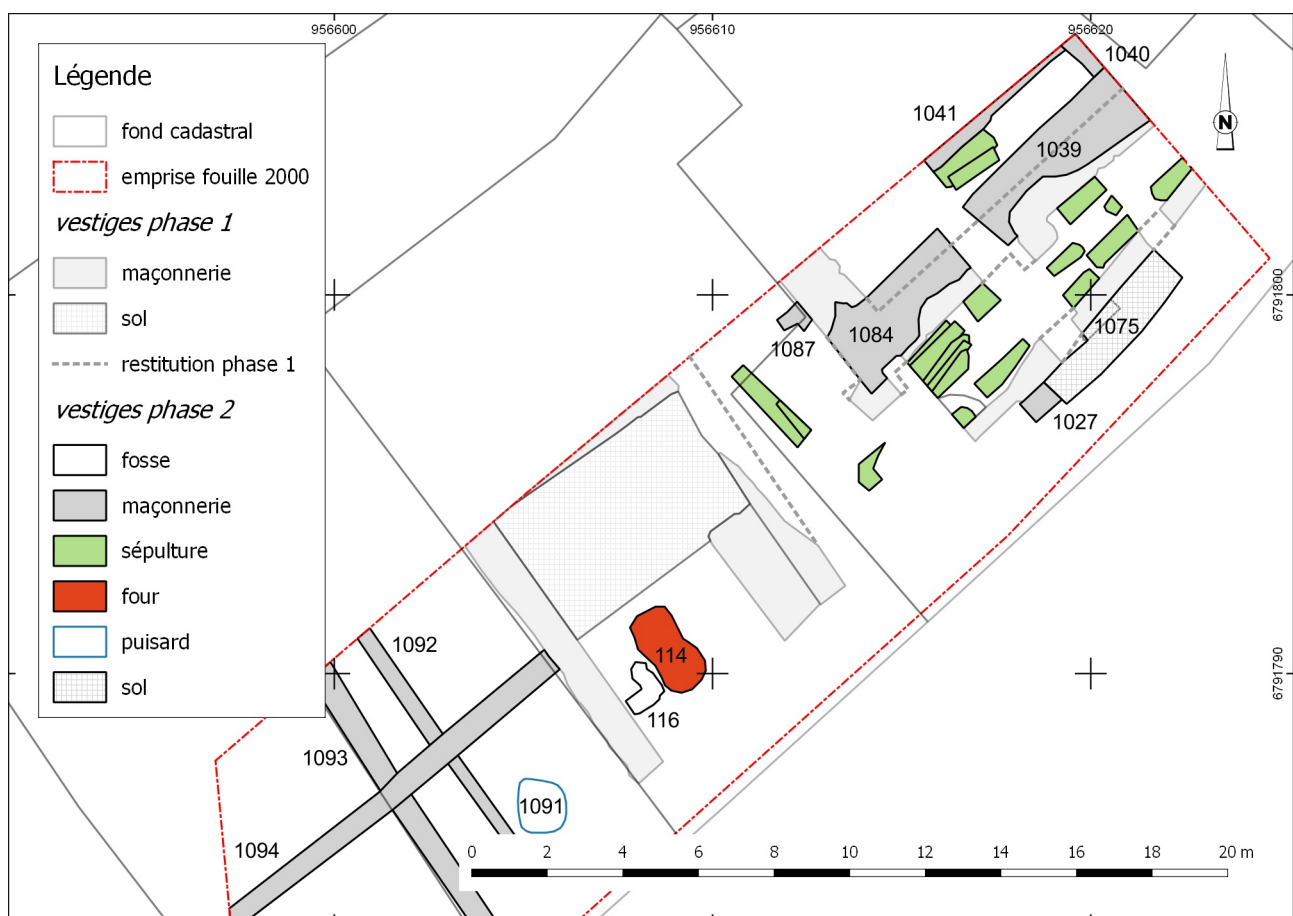 956600
956610
956620
Légende
fond cadastral
emprise fouille 2000
vestiges phase 1
maçonnerie
sol
restitution phase 1
vestiges phase 2
fosse
maçonnerie
sépulture
four
puisard
sol
1040
1041
N
1039
6791800
1075
1084
1087
1027
114
6791790
1092
116
1093
1091
1094
0 2 4 6 8 10 12 14 16 18 20 m